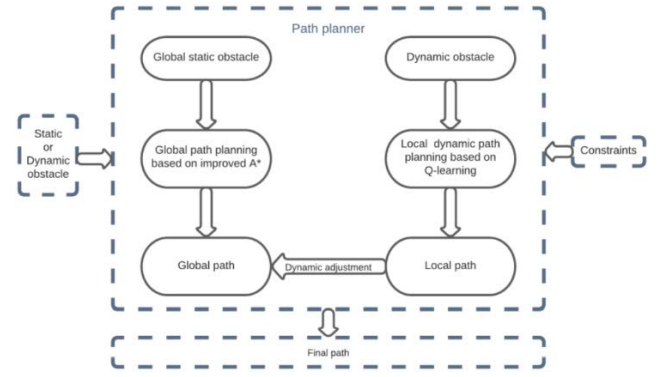 Path planner
Global static obstacle
Dynamic obstacle
Static
or
Dynamic
obstacle
Global path planning
based on improved A*
Local dynamic path
planning based on
Q-learning
Constraints
Global path
Dynamic adjustment
Local path
Final path